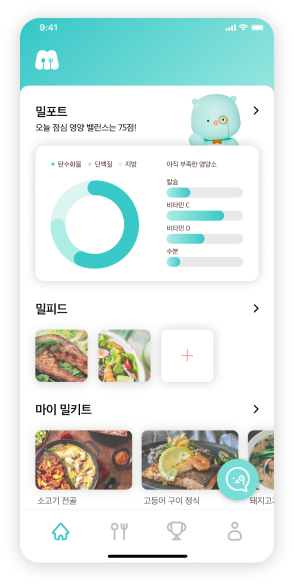 9:41
밀포트
오늘 점심 영양 밸런스는 75점!
탄수화물 단백질 지방
아직 부족한 영양소
칼슘
비타민 C
비타민 D
수분
밀피드
마이 밀키트
소고기 전골
고등어 구이 정식
돼지고기